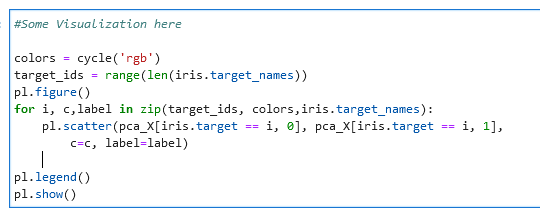 #Some Visualization here
colors = cycle('rgb')
target_ids = range(len(iris.target_names))
pl.figure()
for i, c,label in zip(target_ids, colors,iris.target_names):
    pl.scatter(pca_X[iris.target == i, 0], pca_X[iris.target == i, 1],
        c=c, label=label)
pl.legend()
pl.show()